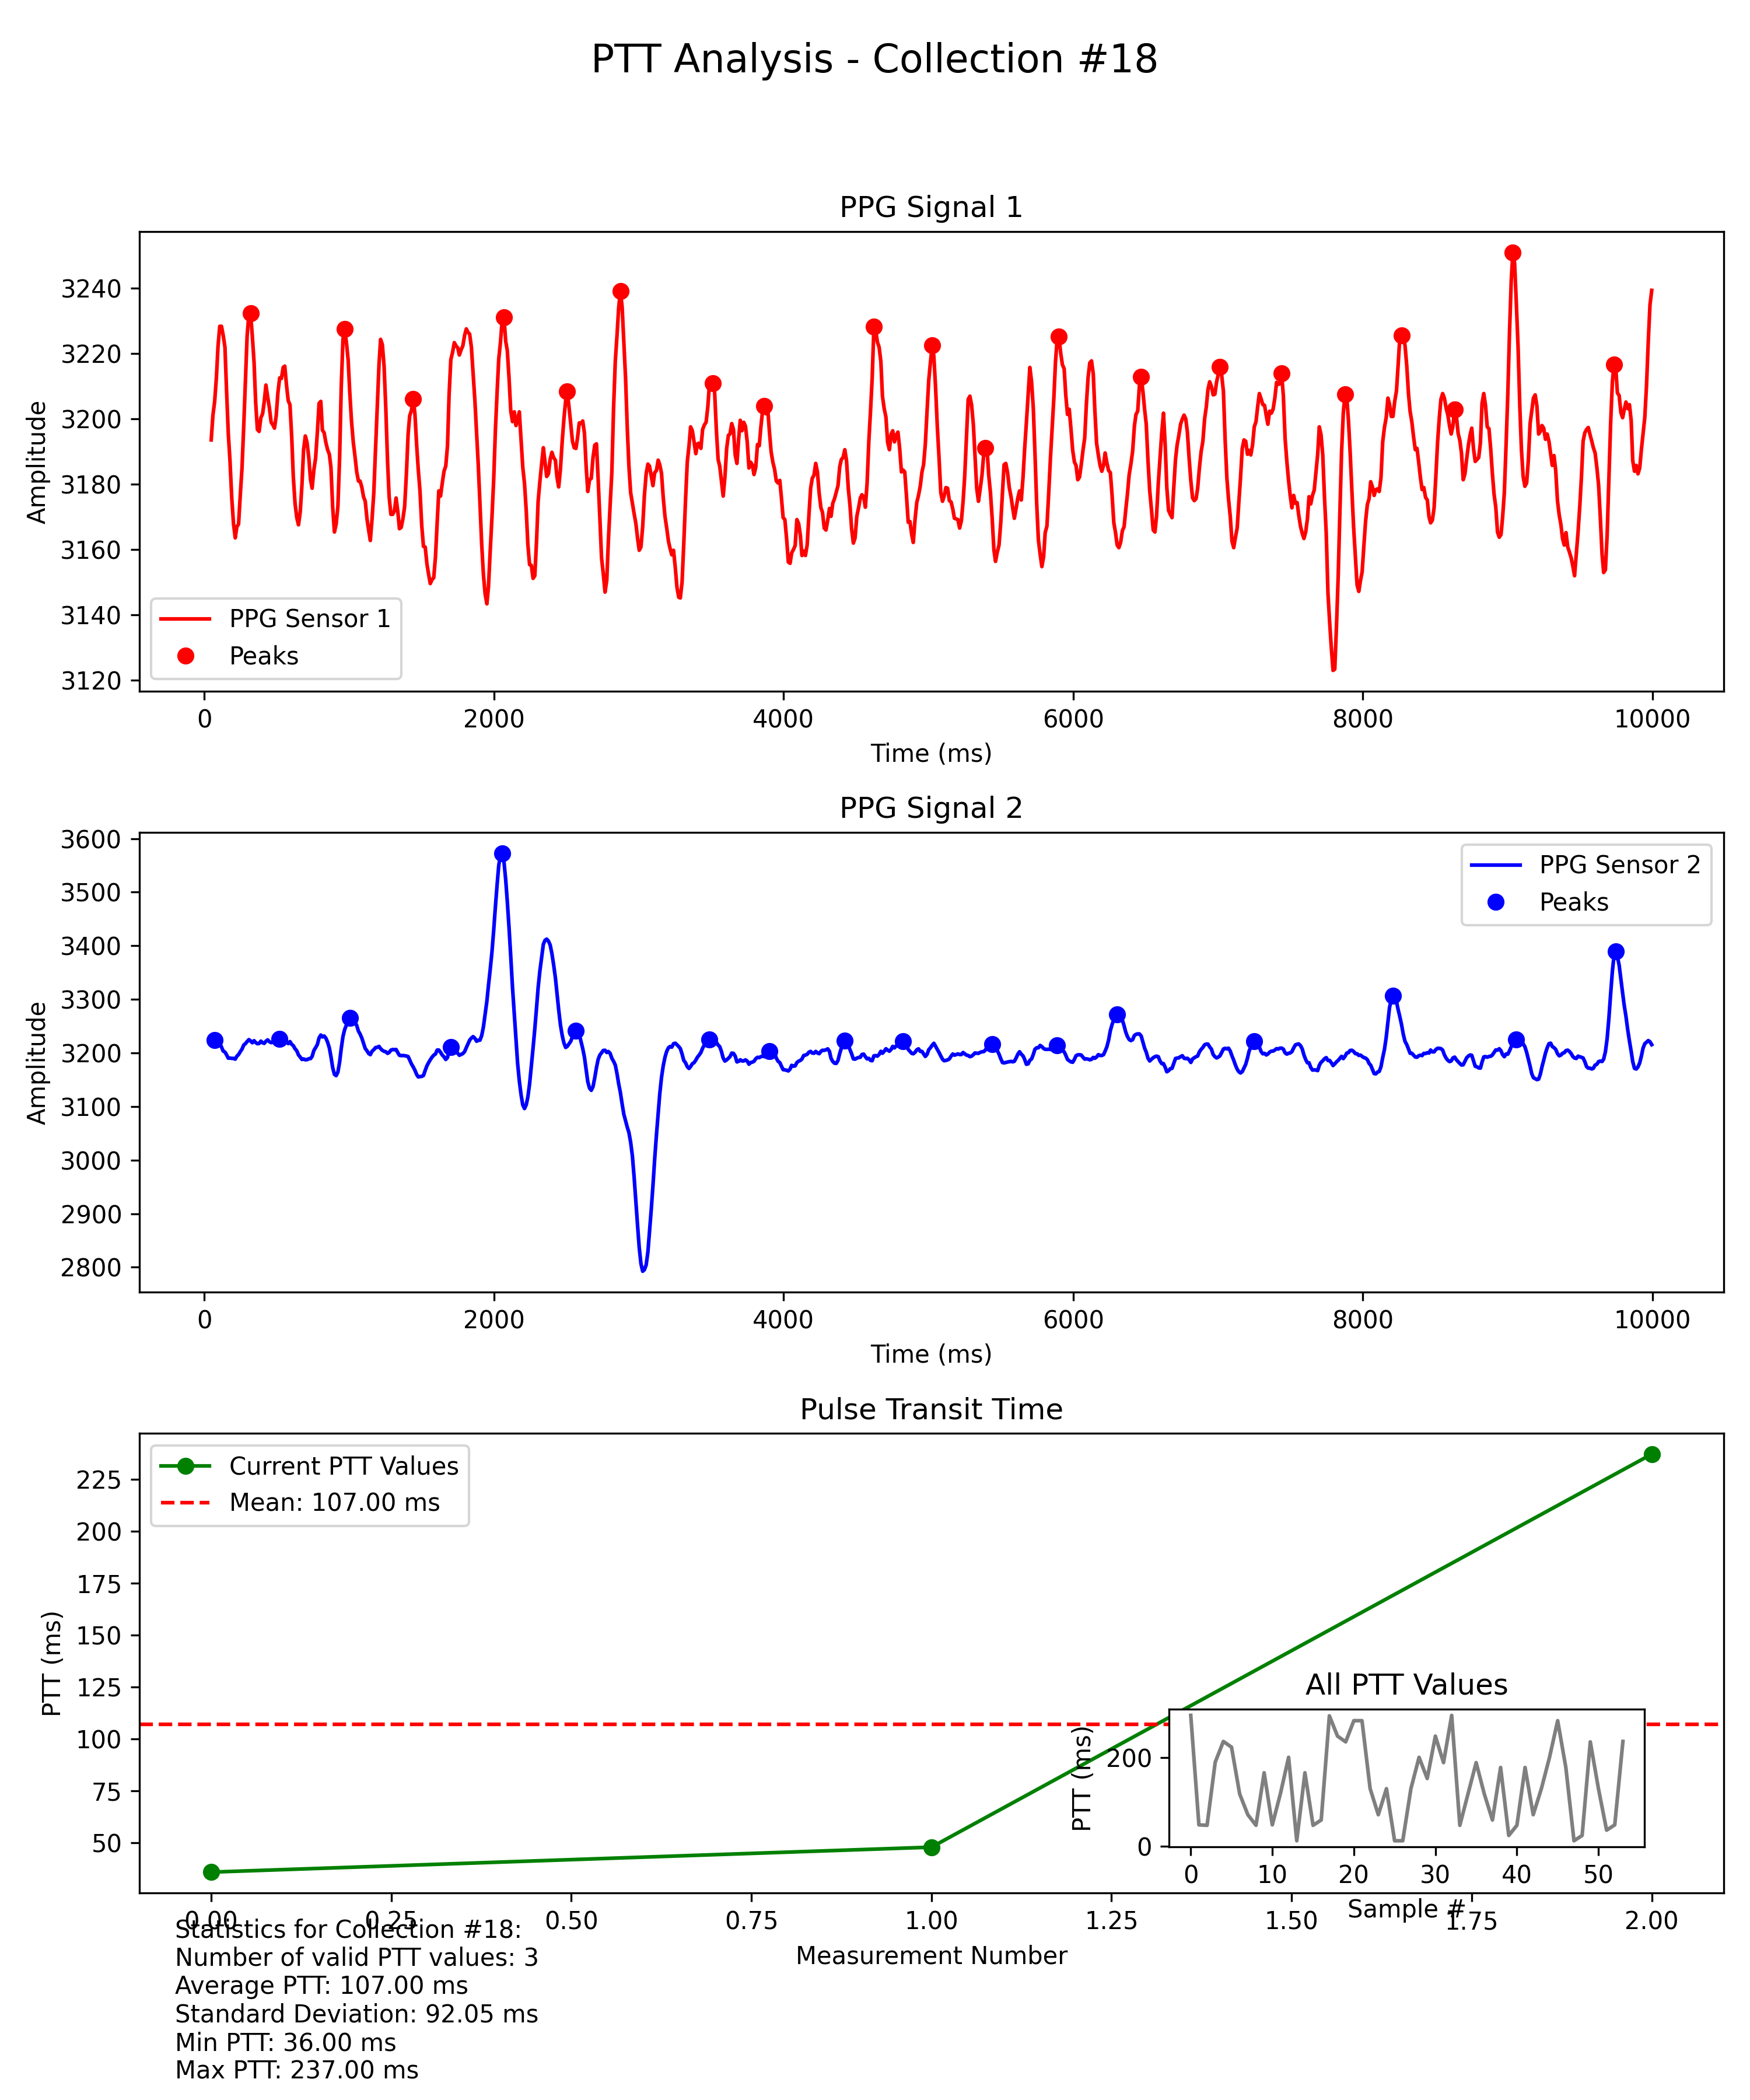 PTT Analysis - Collection #18
PPG Signal 1
Amplitude
3240
3220
3200
3180
3160
3140
3120
PPG Sensor 1
Peaks
0 2000 4000 6000 8000 10000
Time (ms)
PPG Signal 2
Amplitude
3600
3500
3400
3300
3200
3100
3000
2900
2800
PPG Sensor 2
Peaks
0 2000 4000 6000 8000 10000
Time (ms)
Pulse Transit Time
PTT (ms)
225
200
175
150
125
100
75
50
Current PTT Values
Mean: 107.00 ms
All PTT Values
PTT (ms)
200
0
0 10 20 30 40 50
Sample #
0.00 0.25 0.50 0.75 1.00 1.25 1.50 1.75 2.00
Measurement Number
Statistics for Collection #18:
Number of valid PTT values: 3
Average PTT: 107.00 ms
Standard Deviation: 92.05 ms
Min PTT: 36.00 ms
Max PTT: 237.00 ms